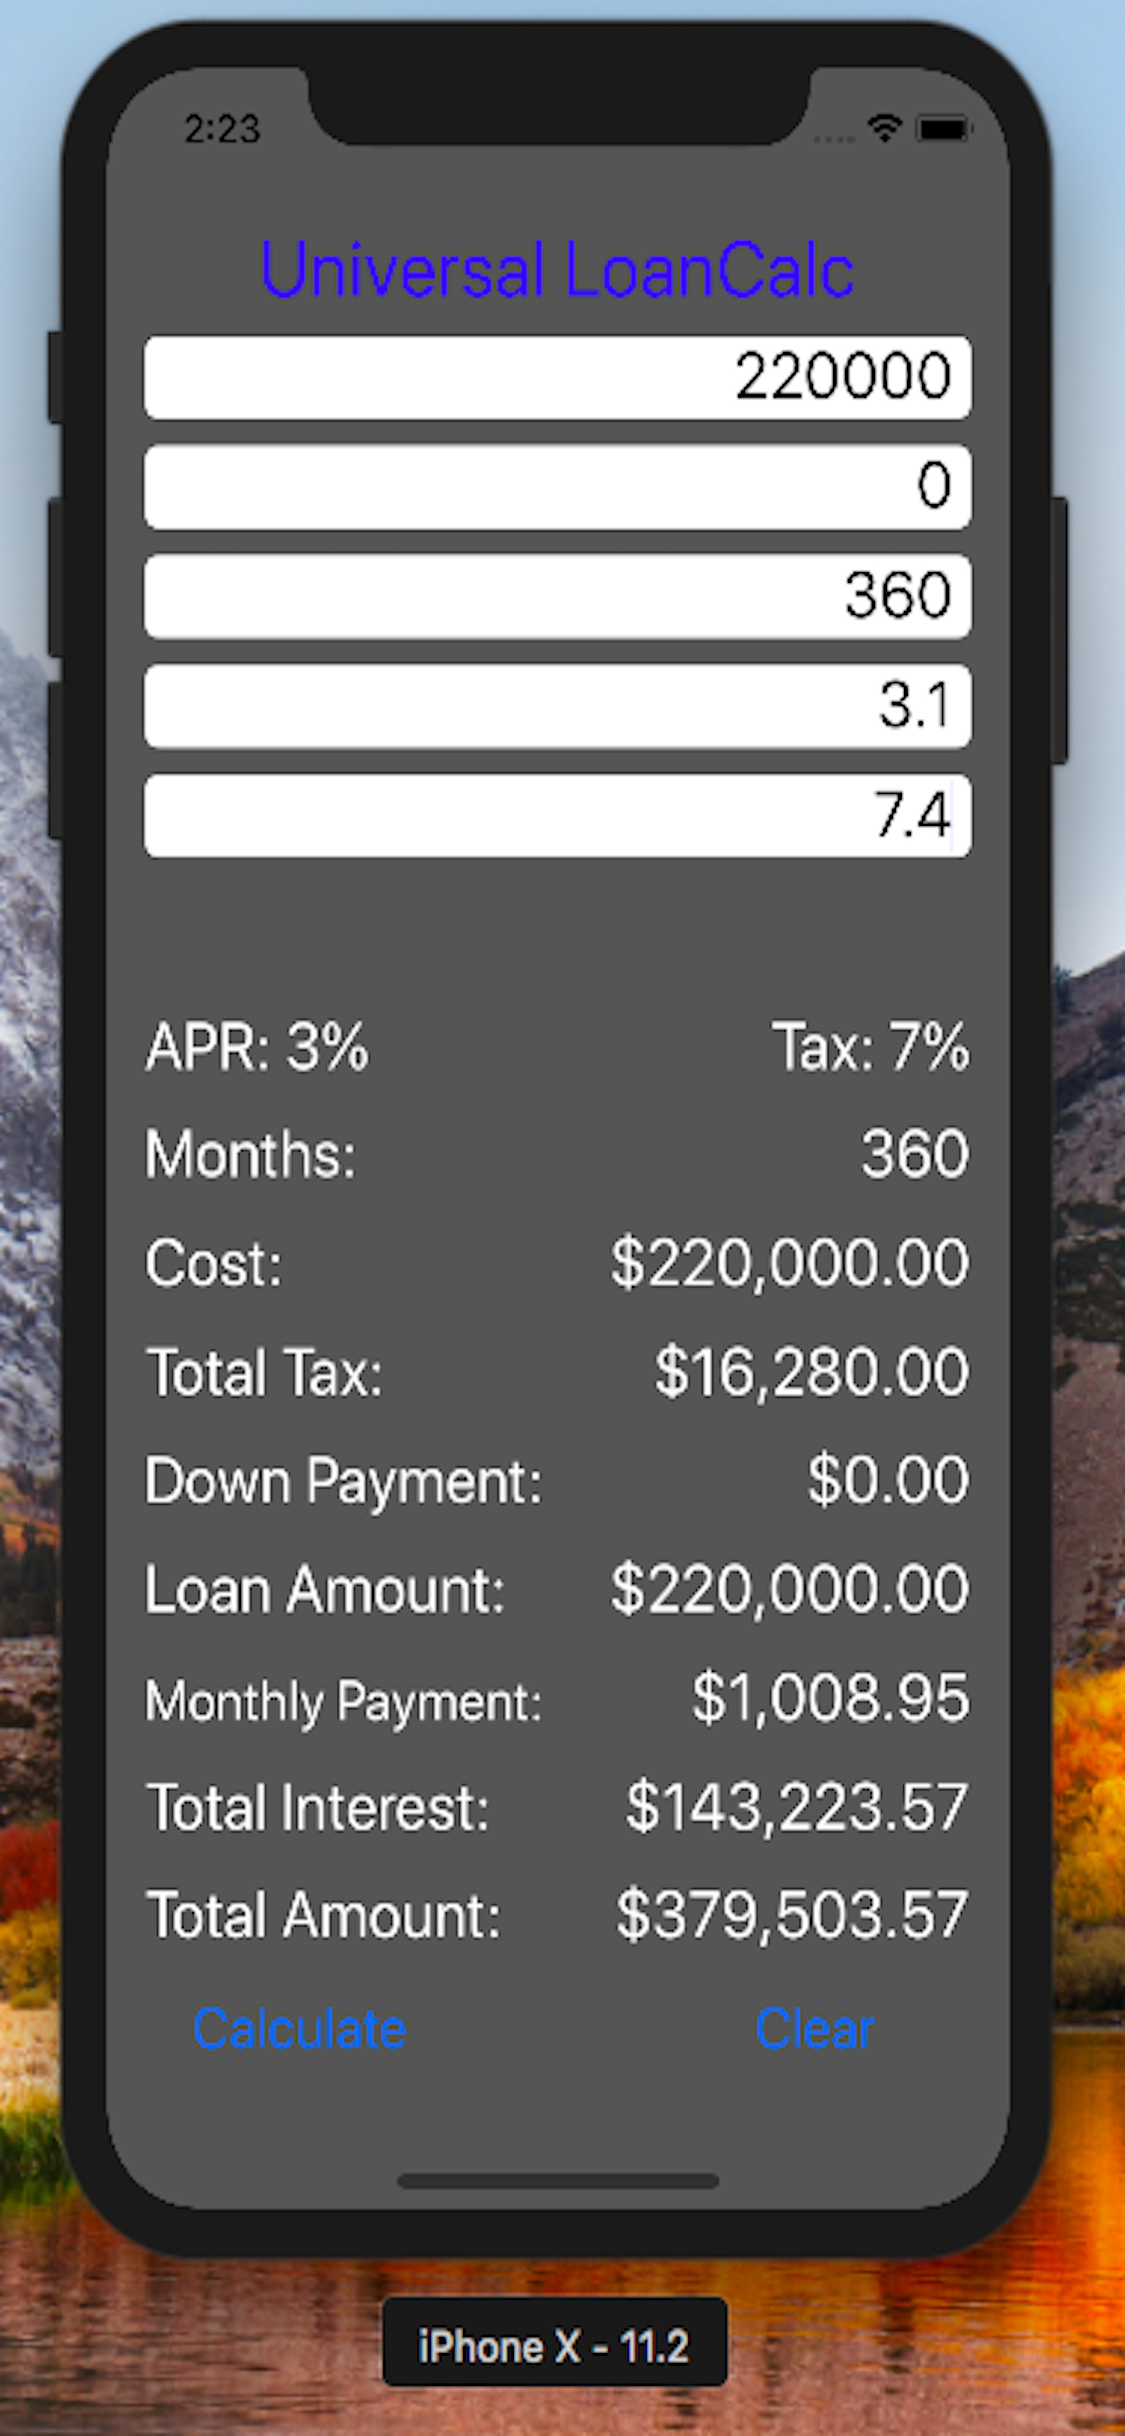 2:23
Universal LoanCalc
220000
0
360
3.1
7.4
APR: 3% Tax: 7%
Months: 360
Cost: $220,000.00
Total Tax: $16,280.00
Down Payment: $0.00
Loan Amount: $220,000.00
Monthly Payment: $1,008.95
Total Interest: $143,223.57
Total Amount: $379,503.57
Calculate Clear
iPhone X - 11.2